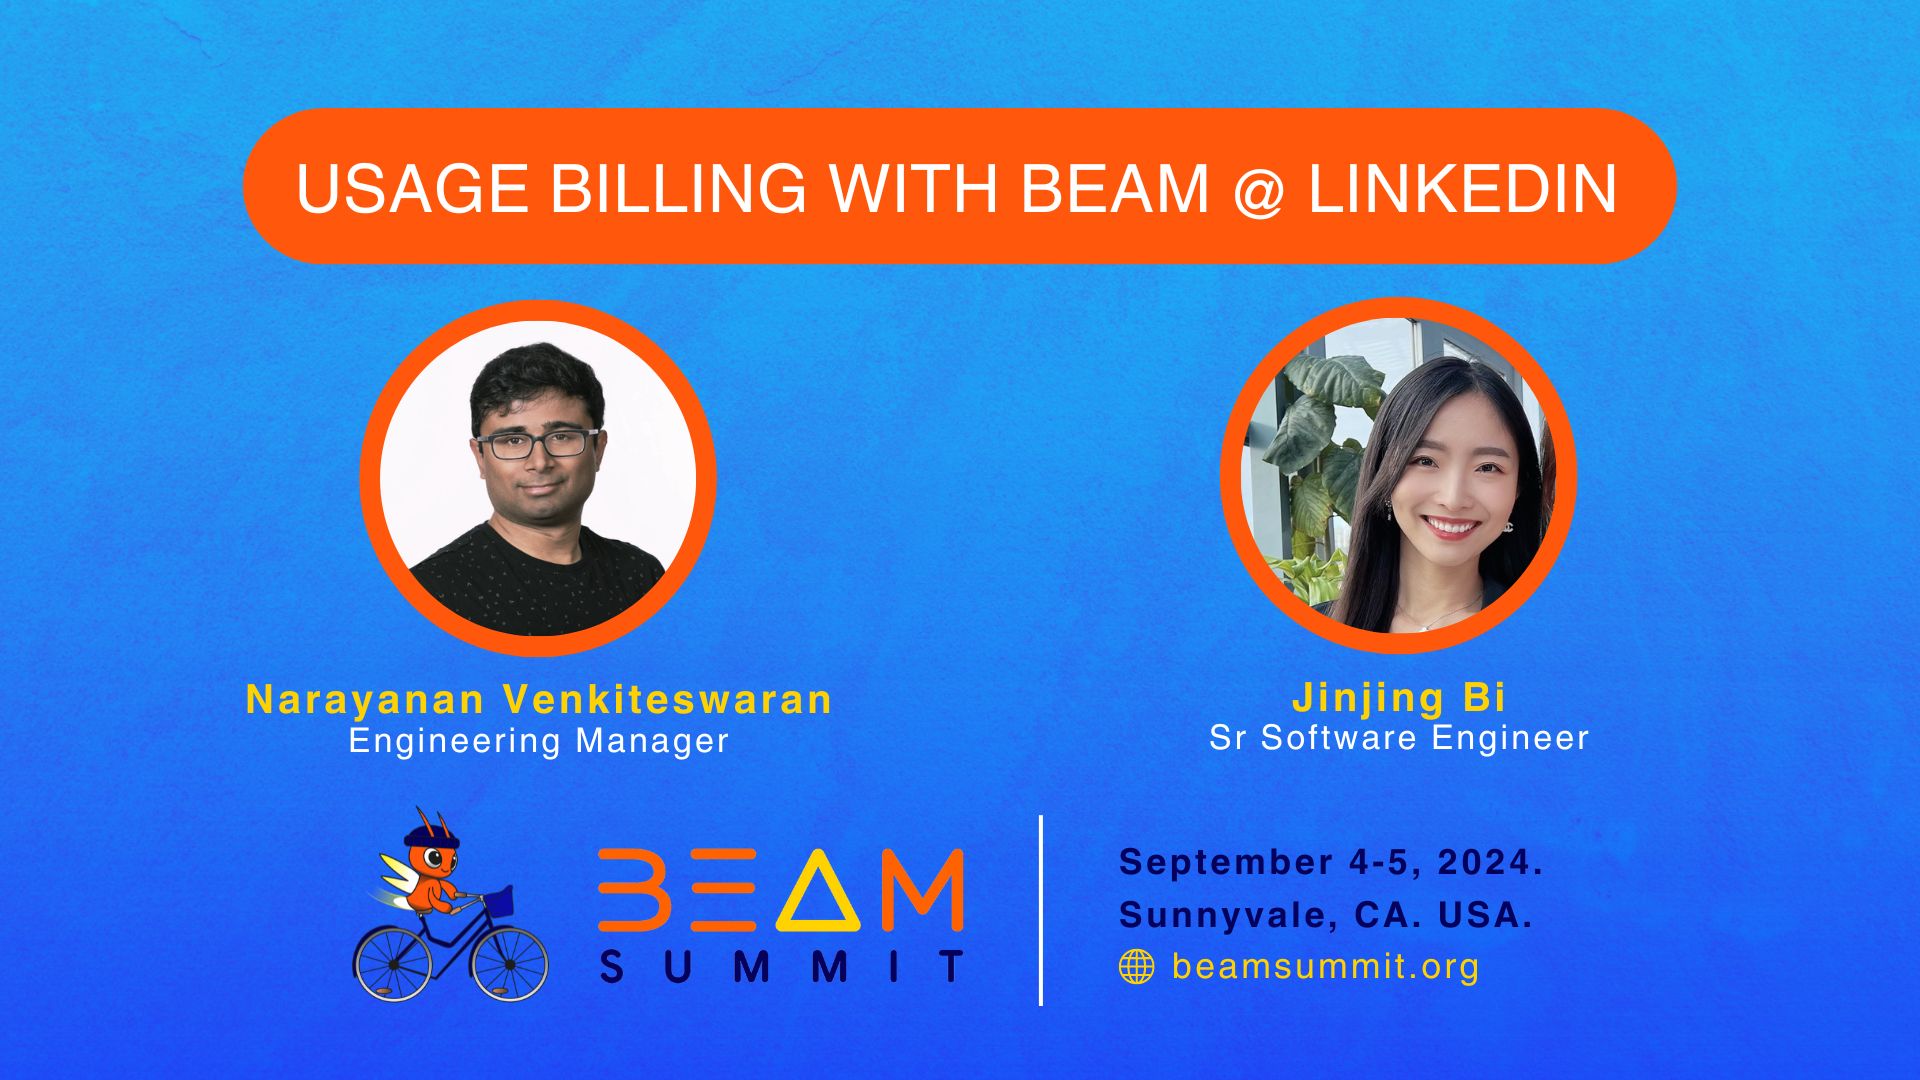 USAGE BILLING WITH BEAM @ LINKEDIN
Narayanan Venkiteswaran
Engineering Manager
Jinjing Bi
Sr Software Engineer
BEAM
SUMMIT
September 4-5, 2024.
Sunnyvale, CA. USA.
beamsummit.org